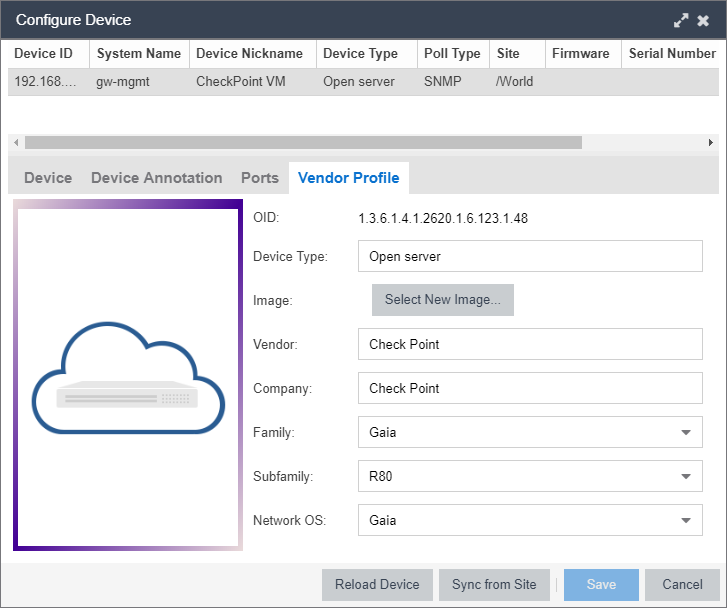 Configure Device
Device ID System Name Device Nickname Device Type Poll Type Site Firmware Serial Number
192.168.... gw-mgmt CheckPoint VM Open server SNMP /World
Device Device Annotation Ports Vendor Profile
OID: 1.3.6.1.4.1.2620.1.6.123.1.48
Device Type: Open server
Image: Select New Image...
Vendor: Check Point
Company: Check Point
Family: Gaia
Subfamily: R80
Network OS: Gaia
Reload Device Sync from Site Save Cancel